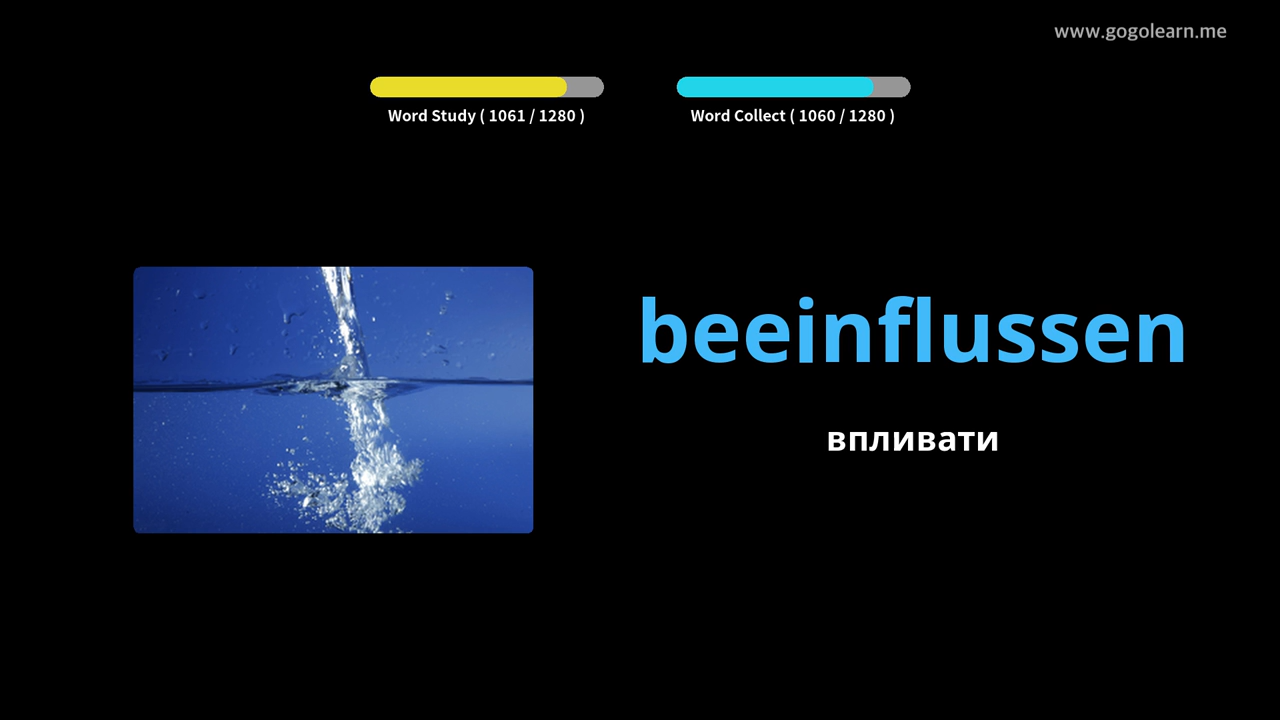 www.gogolearn.me
Word Study ( 1061 / 1280 )
Word Collect ( 1060 / 1280 )
beeinflussen
впливати